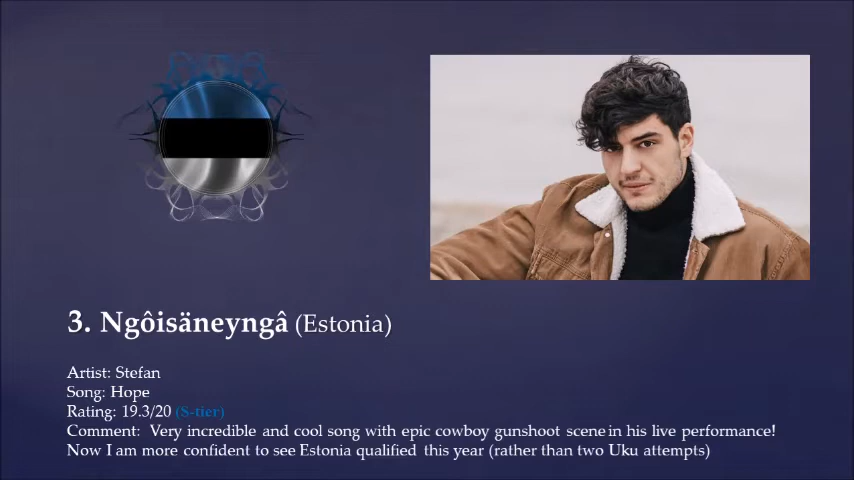 3. Ngôisäneyngâ (Estonia)
Artist: Stefan
Song: Hope
Rating: 19.3/20 (S-tier)
Comment: Very incredible and cool song with epic cowboy gunshot scene in his live performance!
Now I am more confident to see Estonia qualified this year (rather than two Uku attempts)